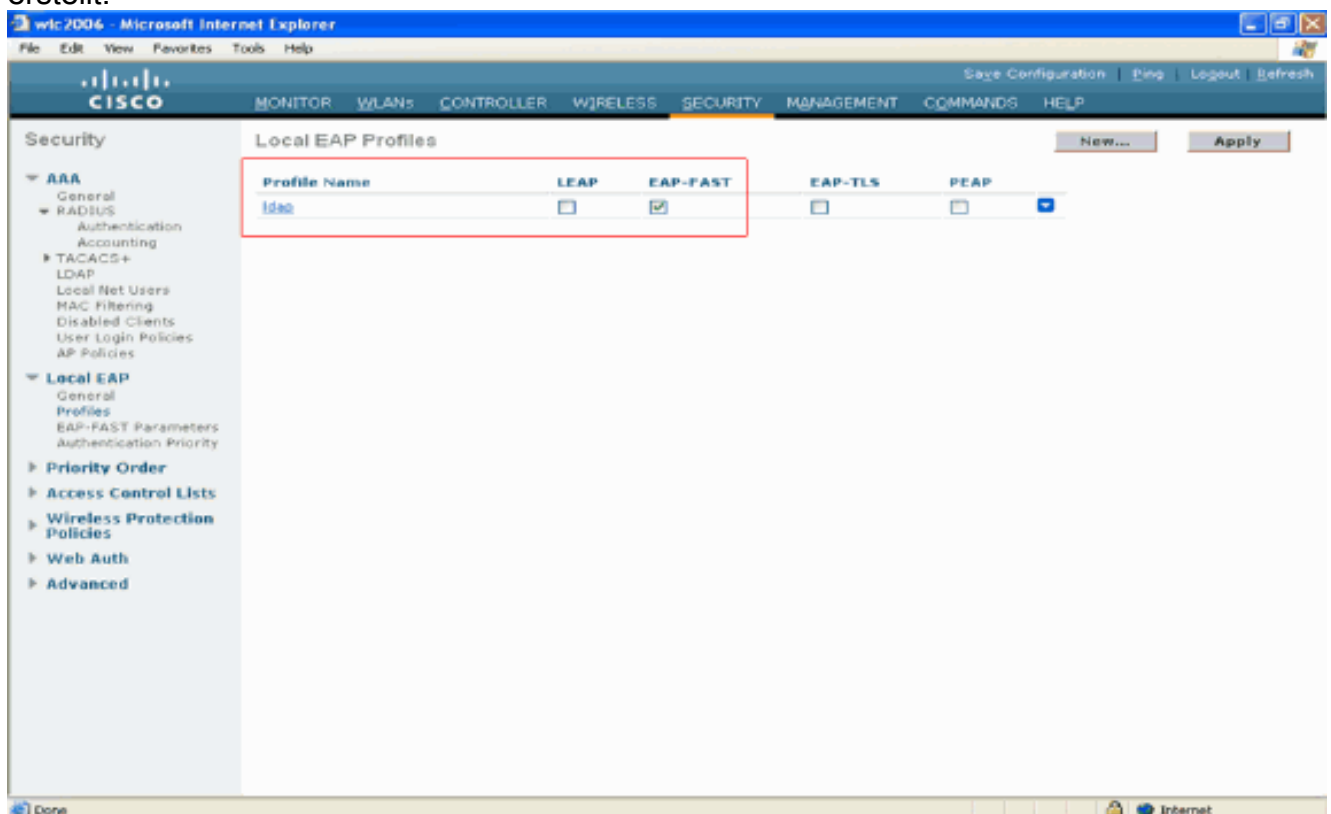 erstellt.
wlc2006 - Microsoft Internet Explorer
File Edit View Favorites Tools Help
Save Configuration | Ping | Logout | Refresh
CISCO
MONITOR WLANs CONTROLLER WIRELESS SECURITY MANAGEMENT COMMANDS HELP
Security
Local EAP Profiles
New...
Apply
AAA
General
RADIUS
Authentication
Accounting
TACACS+
LDAP
Local Net Users
MAC Filtering
Disabled Clients
User Login Policies
AP Policies
Local EAP
General
Profiles
EAP-FAST Parameters
Authentication Priority
Priority Order
Access Control Lists
Wireless Protection
Policies
Web Auth
Advanced
Profile Name LEAP EAP-FAST EAP-TLS PEAP
ldap
Done
Internet